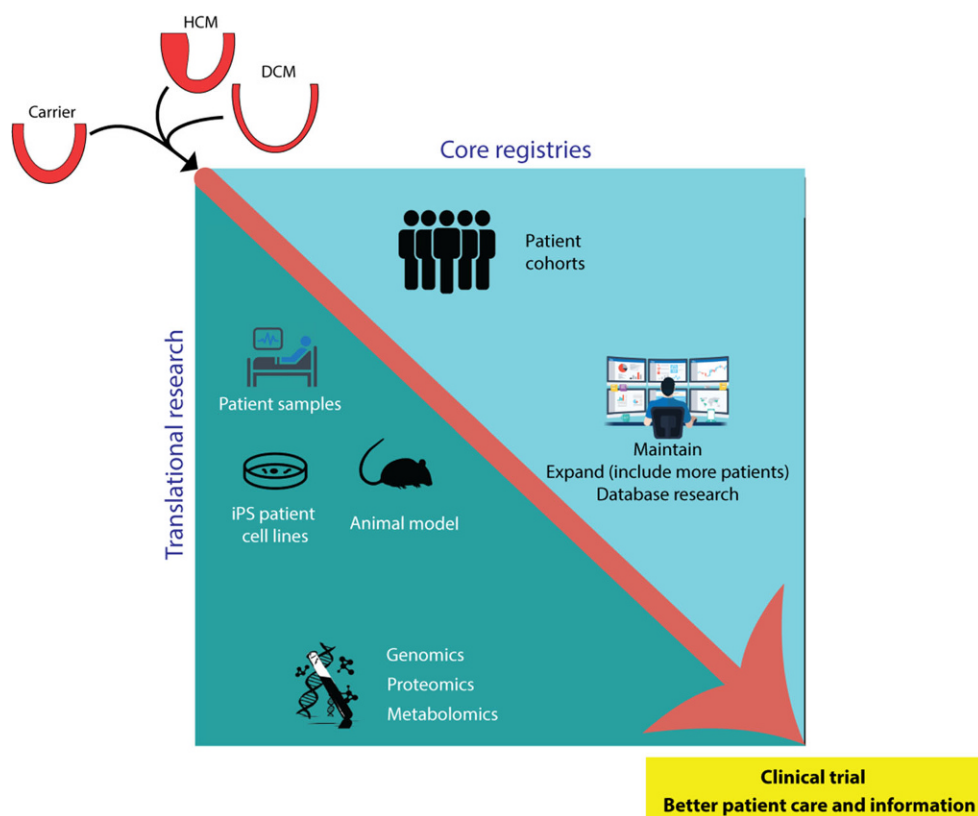 HCM
DCM
Carrier
Core registries
Patient
cohorts
Translational research
Patient samples
iPS patient
cell lines
Animal model
Maintain
Expand (include more patients)
Database research
Genomics
Proteomics
Metabolomics
Clinical trial
Better patient care and information